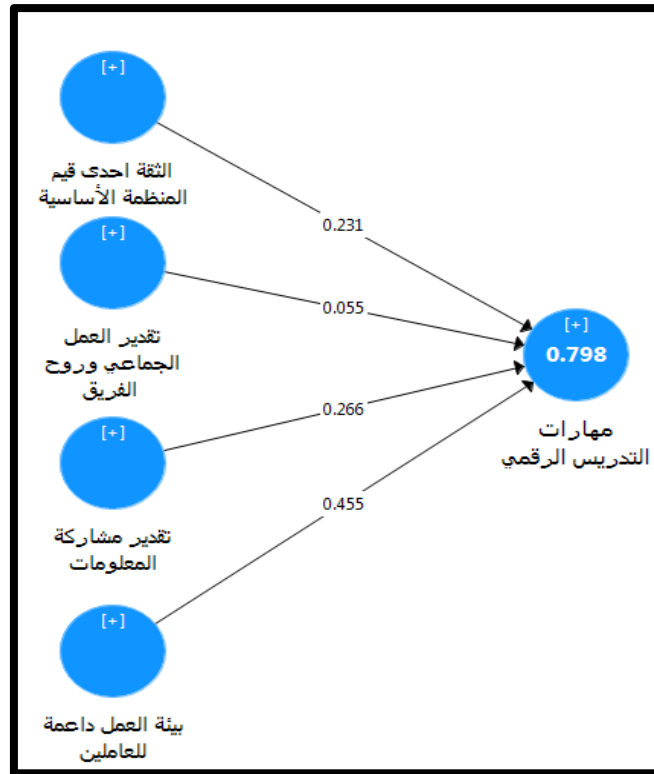 [+]
الثقة احدى قيم
المنظمة الأساسية
[+]
تقدير العمل
الجماعي وروح
الفريق
[+]
تقدير مشاركة
المعلومات
[+]
بيئة العمل داعمة
للعاملين
0.231
0.055
0.266
0.455
[+]
0.798
مهارات
التدريس الرقمي